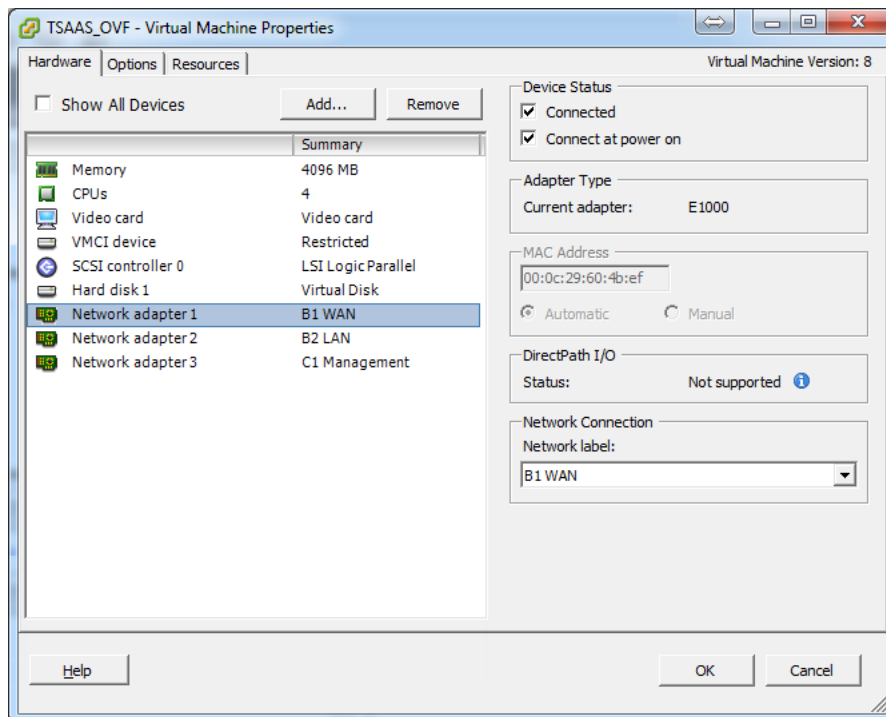 TSAAS_OVF - Virtual Machine Properties
Hardware Options Resources Virtual Machine Version: 8
Show All Devices Add... Remove
Summary
Memory 4096 MB
CPUs 4
Video card Video card
VMCI device Restricted
SCSI controller 0 LSI Logic Parallel
Hard disk 1 Virtual Disk
Network adapter 1 B1 WAN
Network adapter 2 B2 LAN
Network adapter 3 C1 Management
Device Status
Connected
Connect at power on
Adapter Type
Current adapter: E1000
MAC Address
00:0c:29:60:4b:ef
Automatic Manual
DirectPath I/O
Status: Not supported
Network Connection
Network label:
B1 WAN
Help OK Cancel